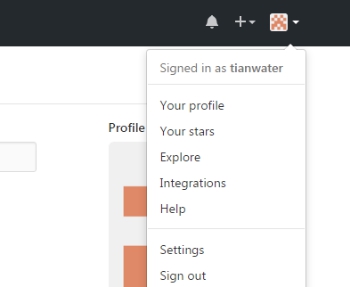 Signed in as tianwater
Profile
Your profile
Your stars
Explore
Integrations
Help
Settings
Sign out